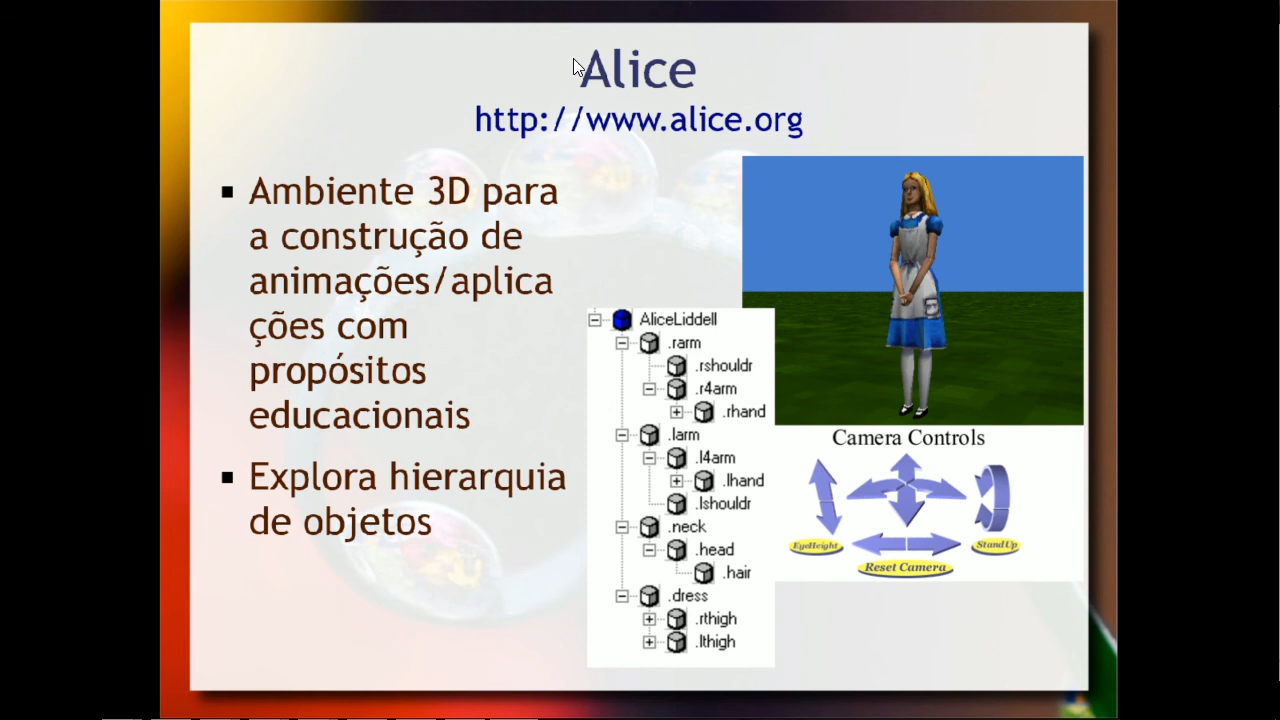 Alice
http://www.alice.org
Ambiente 3D para
a construção de
animações/aplica
ções com
propósitos
educacionais
Explora hierarquia
de objetos
AliceLiddell
.rarm
.rshouldr
.r4arm
.rhand
.larm
.l4arm
.lhand
.lshouldr
.neck
.head
.hair
.dress
.rthigh
.lthigh
Camera Controls
EyeHeight
StandUp
Reset Camera